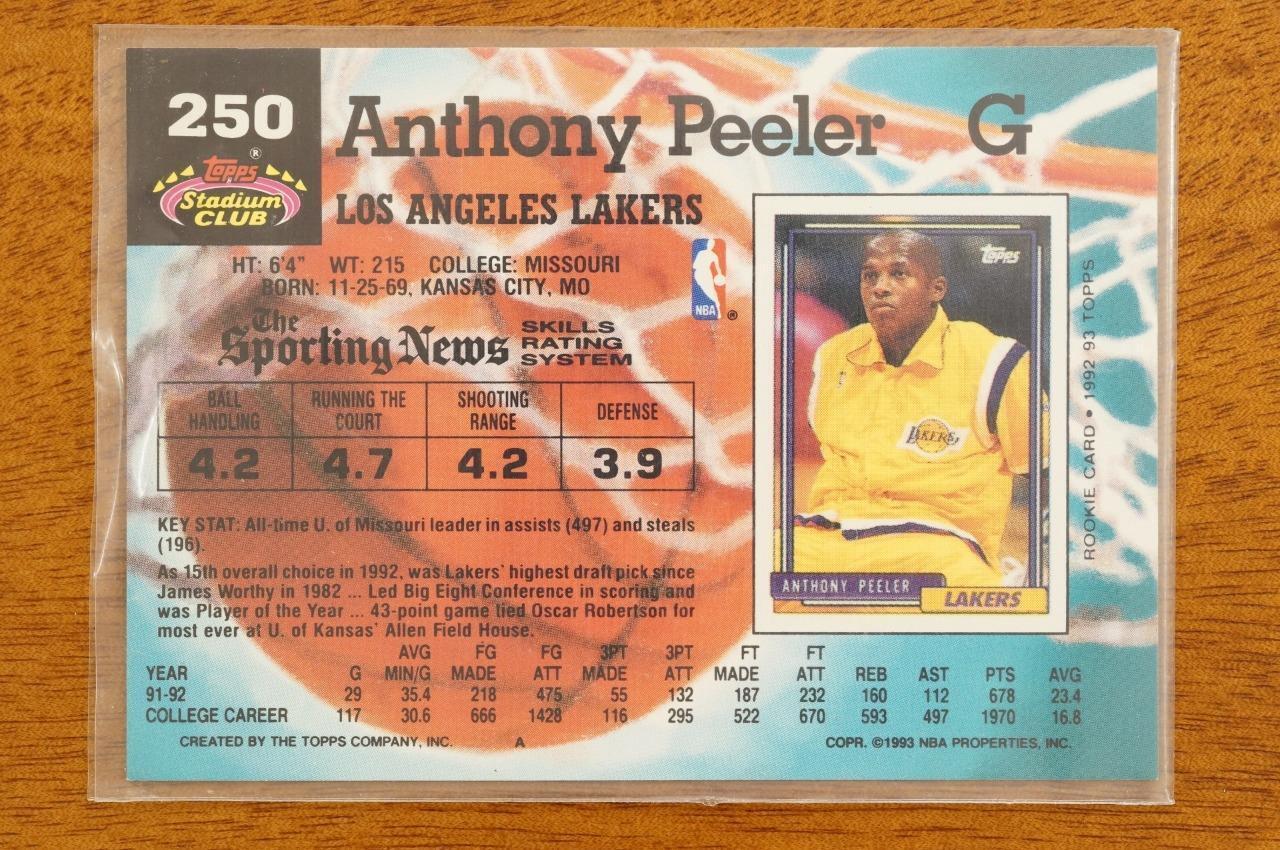 250
Topps®
Stadium
CLUB
Anthony Peeler G
LOS ANGELES LAKERS
HT: 6'4" WT: 215 COLLEGE: MISSOURI
BORN: 11-25-69, KANSAS CITY, MO
NBA ®
The
Sporting News
SKILLS
RATING
SYSTEM
BALL HANDLING RUNNING THE COURT SHOOTING RANGE DEFENSE
4.2 4.7 4.2 3.9
KEY STAT: All-time U. of Missouri leader in assists (497) and steals
(196).
As 15th overall choice in 1992, was Lakers' highest draft pick since
James Worthy in 1982 ... Led Big Eight Conference in scoring and
was Player of the Year ... 43-point game tied Oscar Robertson for
most ever at U. of Kansas' Allen Field House.
Topps
LAKERS
ANTHONY PEELER
LAKERS
ROOKIE CARD • 1992 93 TOPPS
AVG FG FG 3PT 3PT FT FT
YEAR G MIN/G MADE ATT MADE ATT MADE ATT REB AST PTS AVG
91-92 29 35.4 218 475 55 132 187 232 160 112 678 23.4
COLLEGE CAREER 117 30.6 666 1428 116 295 522 670 593 497 1970 16.8
CREATED BY THE TOPPS COMPANY, INC. A COPR. ©1993 NBA PROPERTIES, INC.